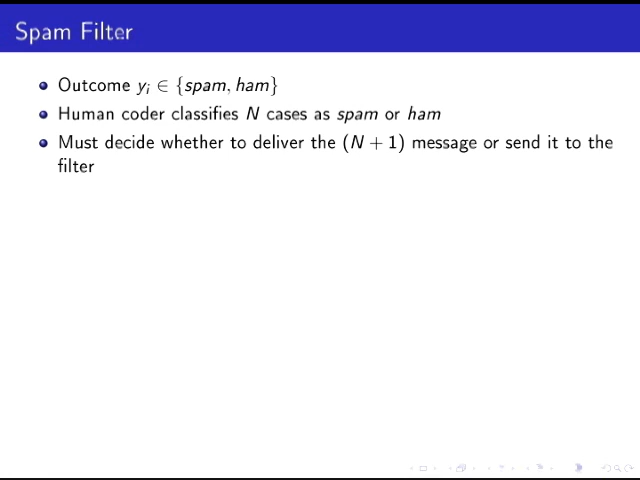 Spam Filter
Outcome yᵢ ∈ {spam, ham}
Human coder classifies N cases as spam or ham
Must decide whether to deliver the (N + 1) message or send it to the
filter